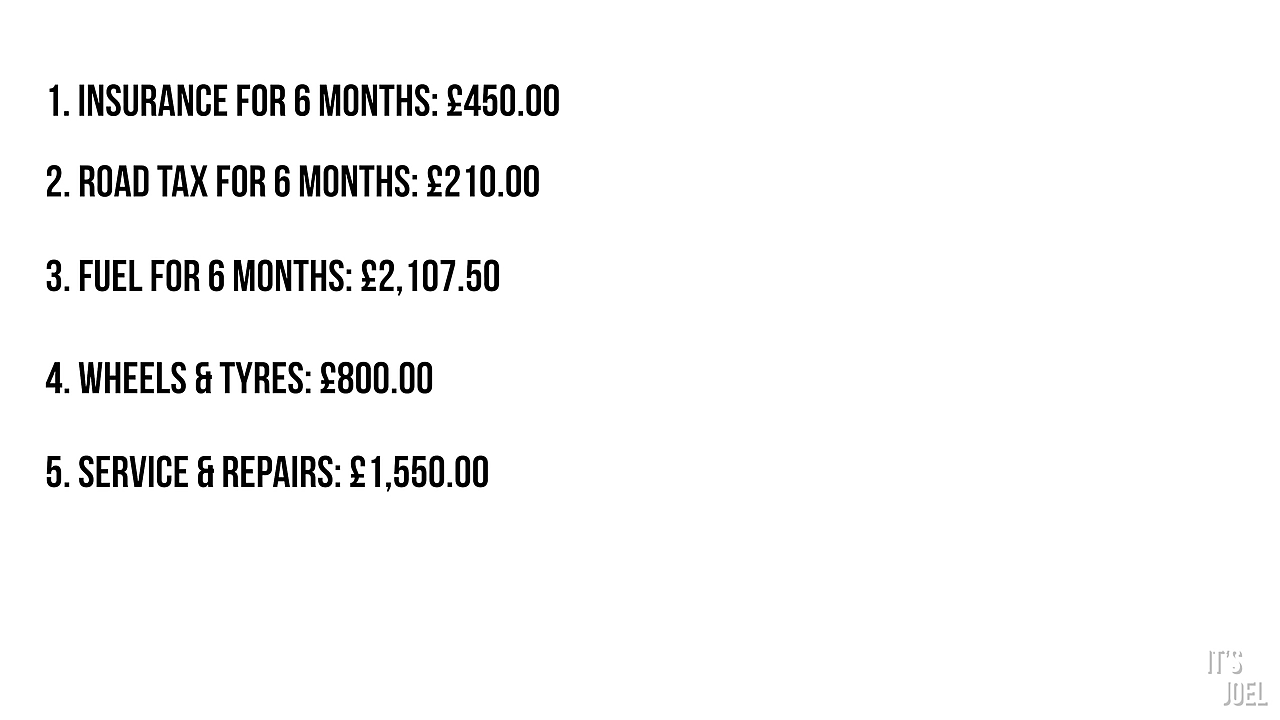 1. INSURANCE FOR 6 MONTHS: £450.00
2. ROAD TAX FOR 6 MONTHS: £210.00
3. FUEL FOR 6 MONTHS: £2,107.50
4. WHEELS & TYRES: £800.00
5. SERVICE & REPAIRS: £1,550.00
IT'S
JOEL